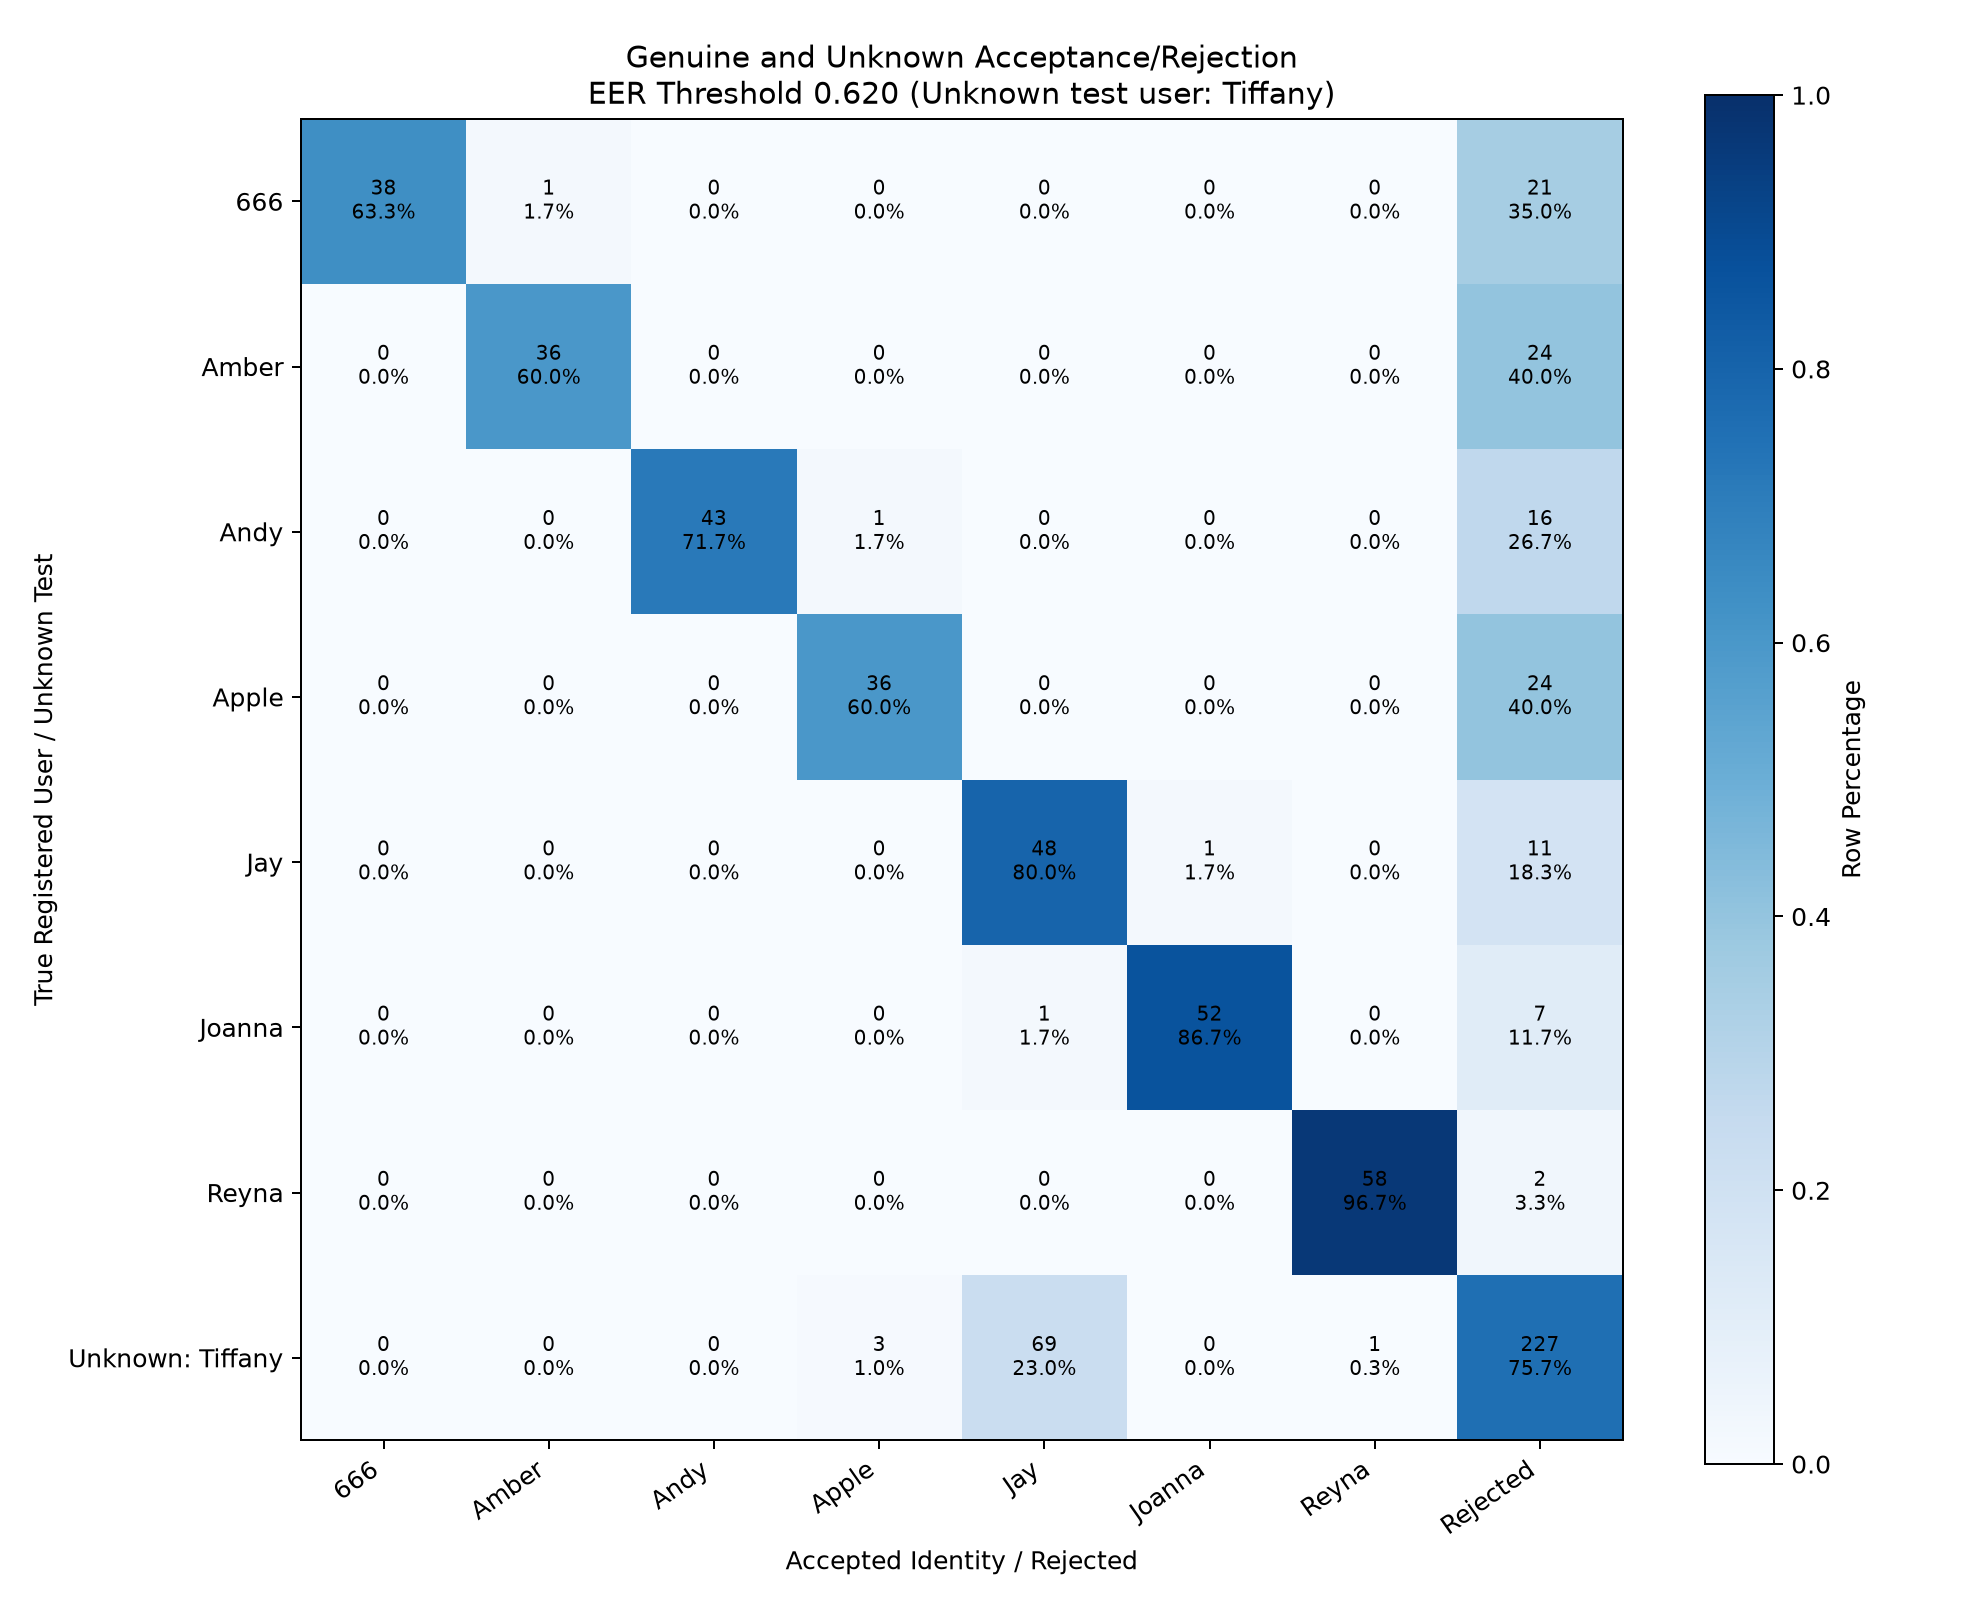 Genuine and Unknown Acceptance/Rejection
EER Threshold 0.620 (Unknown test user: Tiffany)
True Registered User / Unknown Test
666
38 1 0 0 0 0 0 21
63.3% 1.7% 0.0% 0.0% 0.0% 0.0% 0.0% 35.0%
Amber
0 36 0 0 0 0 0 24
0.0% 60.0% 0.0% 0.0% 0.0% 0.0% 0.0% 40.0%
Andy
0 0 43 1 0 0 0 16
0.0% 0.0% 71.7% 1.7% 0.0% 0.0% 0.0% 26.7%
Apple
0 0 0 36 0 0 0 24
0.0% 0.0% 0.0% 60.0% 0.0% 0.0% 0.0% 40.0%
Jay
0 0 0 0 48 1 0 11
0.0% 0.0% 0.0% 0.0% 80.0% 1.7% 0.0% 18.3%
Joanna
0 0 0 0 1 52 0 7
0.0% 0.0% 0.0% 0.0% 1.7% 86.7% 0.0% 11.7%
Reyna
0 0 0 0 0 0 58 2
0.0% 0.0% 0.0% 0.0% 0.0% 0.0% 96.7% 3.3%
Unknown: Tiffany
0 0 0 3 69 0 1 227
0.0% 0.0% 0.0% 1.0% 23.0% 0.0% 0.3% 75.7%
666 Amber Andy Apple Jay Joanna Reyna Rejected
Accepted Identity / Rejected
1.0
0.8
0.6
0.4
0.2
0.0
Row Percentage